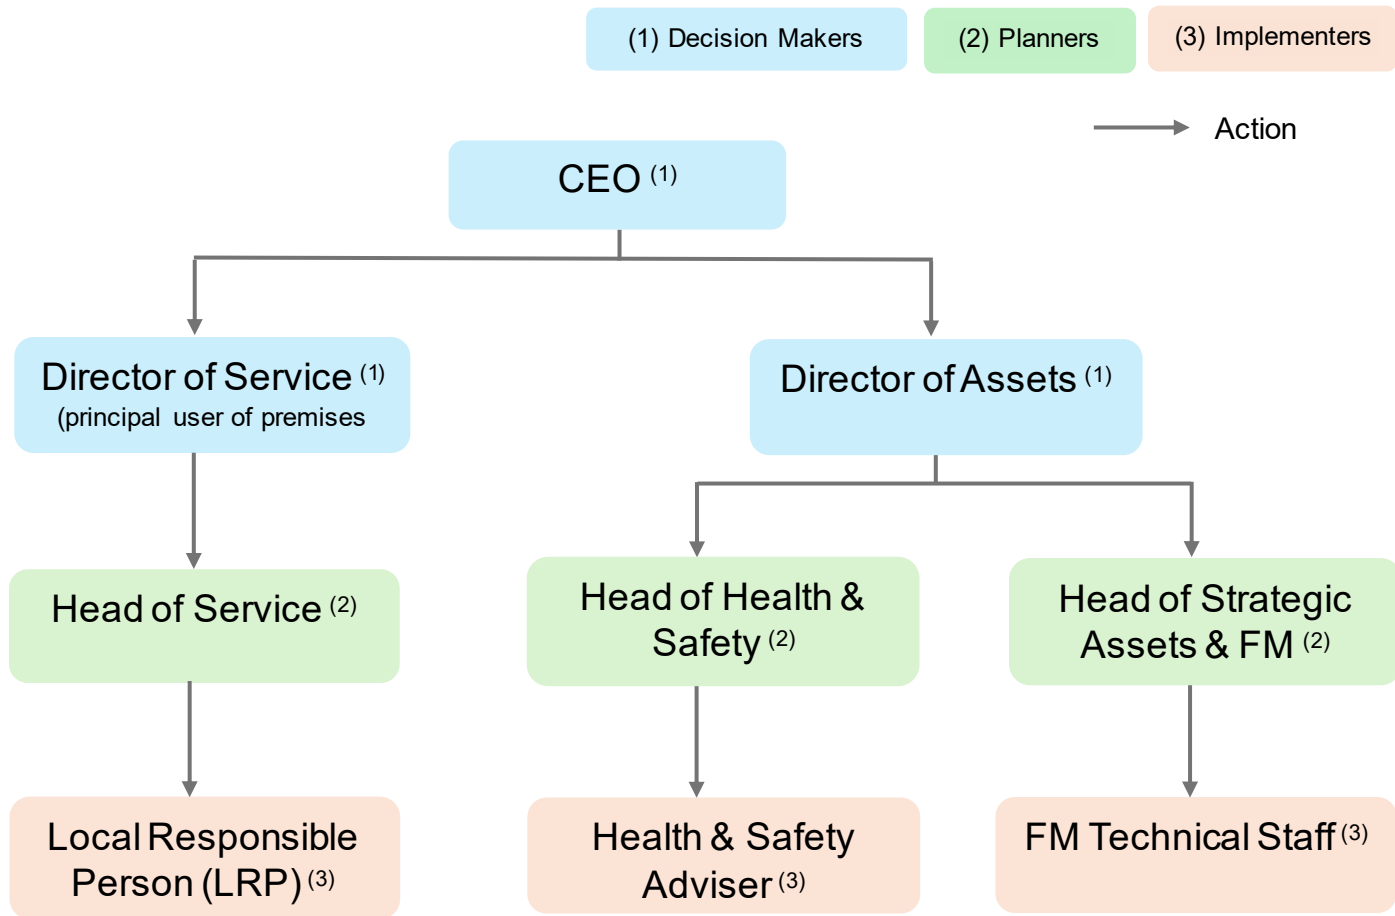 (1) Decision Makers
(2) Planners
(3) Implementers
Action
CEO (1)
Director of Service (1)
(principal user of premises
Director of Assets (1)
Head of Service (2)
Head of Health &
Safety (2)
Head of Strategic
Assets & FM (2)
Local Responsible
Person (LRP) (3)
Health & Safety
Adviser (3)
FM Technical Staff (3)